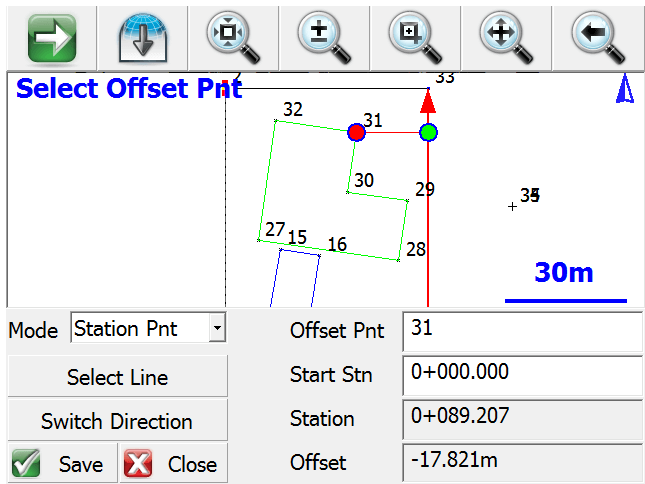 Select Offset Pnt
33
32
31
30
29
27
15
16
28
30m
Mode
Station Pnt
Offset Pnt
31
Select Line
Start Stn
0+000.000
Switch Direction
Station
0+089.207
Save
Close
Offset
-17.821m